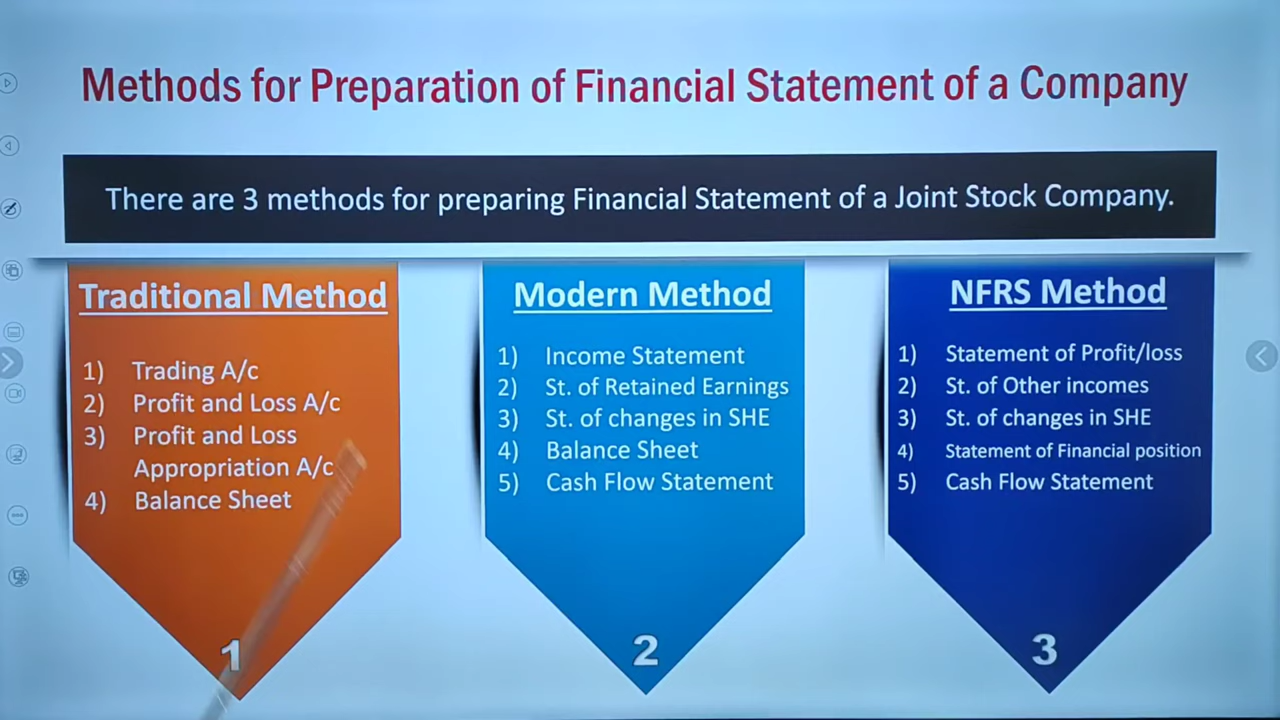 Methods for Preparation of Financial Statement of a Company
There are 3 methods for preparing Financial Statement of a Joint Stock Company.
Traditional Method
1) Trading A/c
2) Profit and Loss A/c
3) Profit and Loss
Appropriation A/c
4) Balance Sheet
1
Modern Method
1) Income Statement
2) St. of Retained Earnings
3) St. of changes in SHE
4) Balance Sheet
5) Cash Flow Statement
2
NFRS Method
1) Statement of Profit/loss
2) St. of Other incomes
3) St. of changes in SHE
4) Statement of Financial position
5) Cash Flow Statement
3